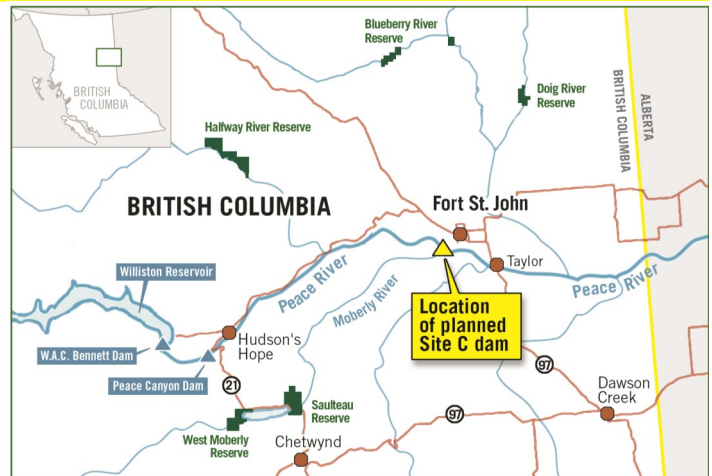 BRITISH
COLUMBIA
Blueberry River
Reserve
Doig River
Reserve
BRITISH COLUMBIA
ALBERTA
Halfway River Reserve
BRITISH COLUMBIA
Fort St. John
Williston Reservoir
Peace River
Moberly River
Taylor
Peace River
Location
of planned
Site C dam
W.A.C. Bennett Dam
Hudson's
Hope
Peace Canyon Dam
21
97
Dawson
Creek
Saulteau
Reserve
97
West Moberly
Reserve
Chetwynd